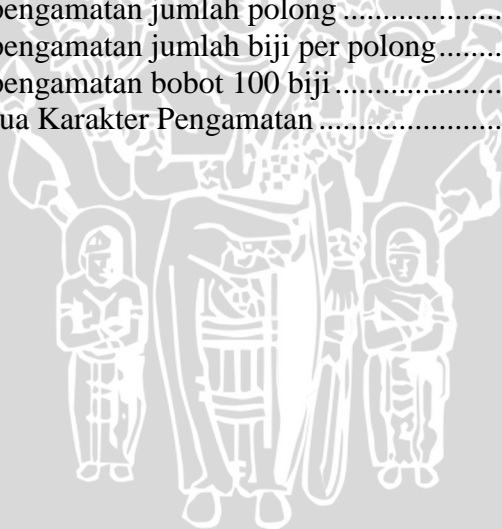 pengamatan jumlah polong ....................
pengamatan jumlah biji per polong .......
pengamatan bobot 100 biji .....................
ua Karakter Pengamatan .......................